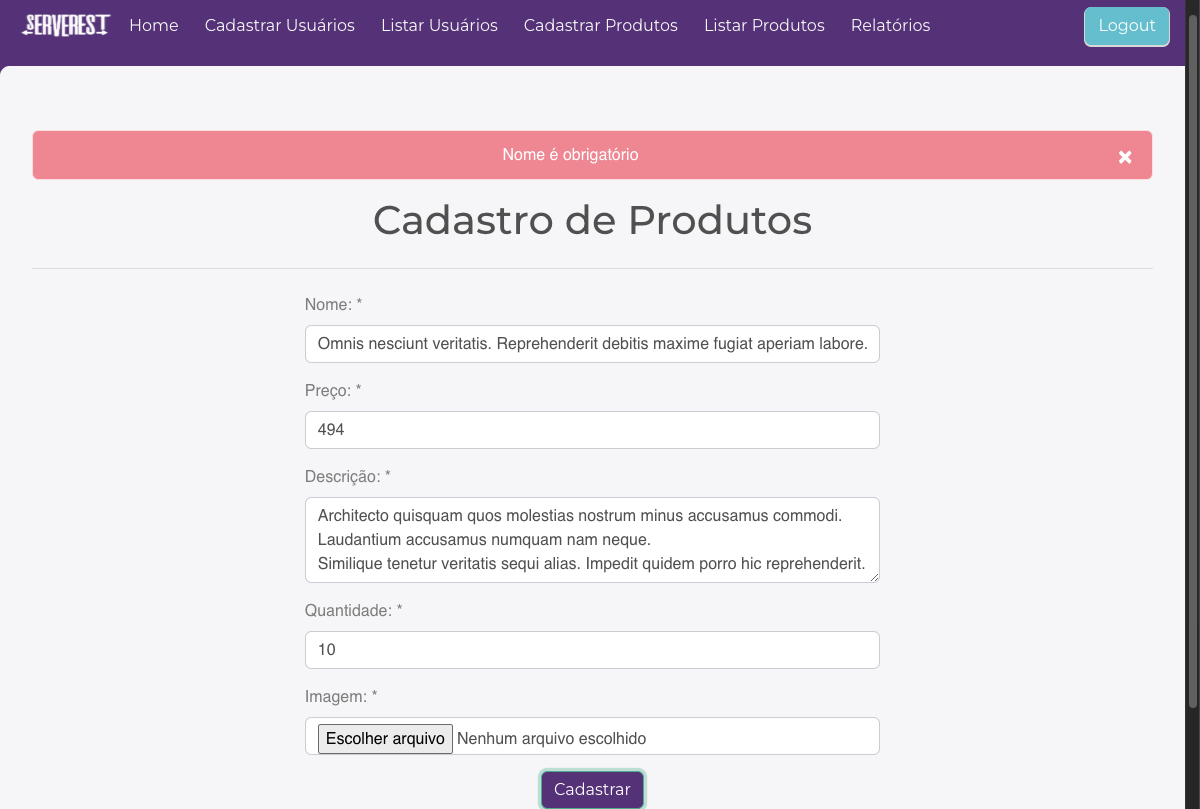 SERVEREST Home Cadastrar Usuários Listar Usuários Cadastrar Produtos Listar Produtos Relatórios Logout
Nome é obrigatório
Cadastro de Produtos
Nome: *
Omnis nesciunt veritatis. Reprehenderit debitis maxime fugiat aperiam labore.
Preço: *
494
Descrição: *
Architecto quisquam quos molestias nostrum minus accusamus commodi.
Laudantium accusamus numquam nam neque.
Similique tenetur veritatis sequi alias. Impedit quidem porro hic reprehenderit.
Quantidade: *
10
Imagem: *
Escolher arquivo Nenhum arquivo escolhido
Cadastrar